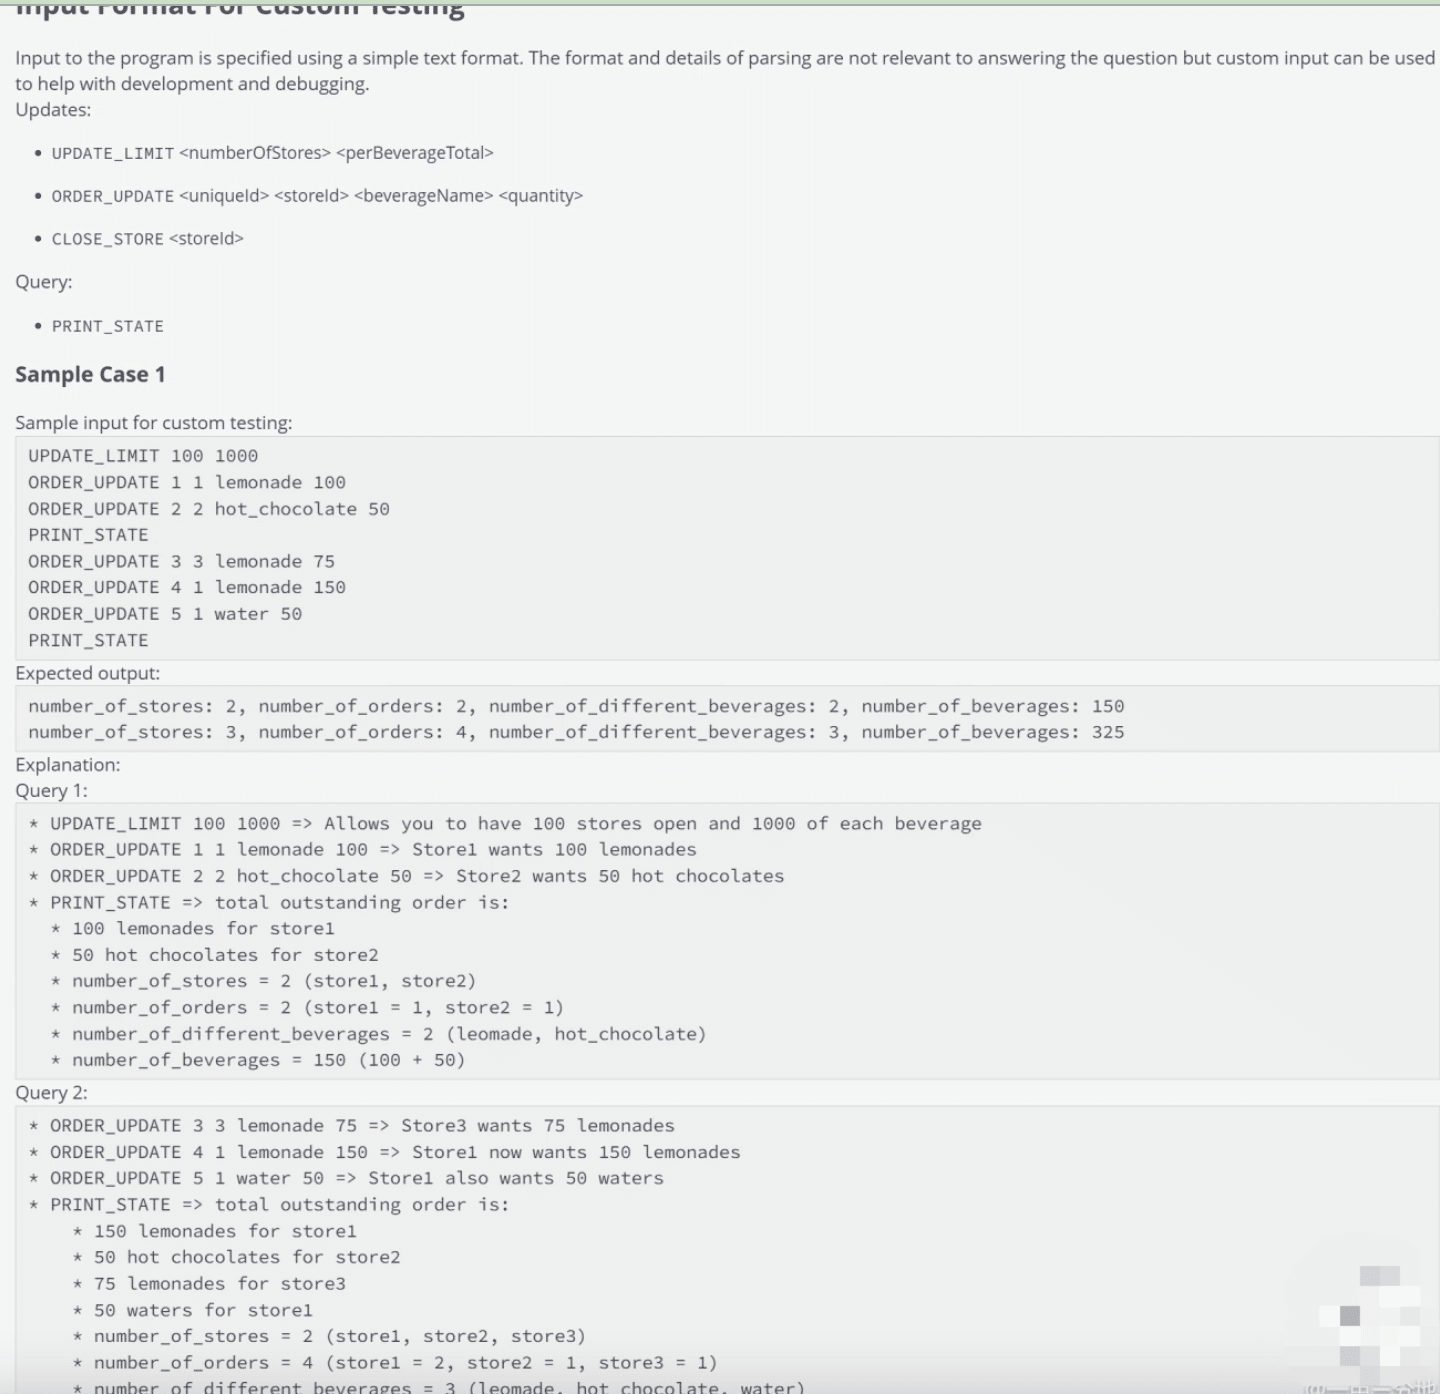 Input Format For Custom Testing
Input to the program is specified using a simple text format. The format and details of parsing are not relevant to answering the question but custom input can be used
to help with development and debugging.
Updates:
• UPDATE_LIMIT <numberOfStores> <perBeverageTotal>
• ORDER_UPDATE <uniqueId> <storeId> <beverageName> <quantity>
• CLOSE_STORE <storeId>
Query:
• PRINT_STATE
Sample Case 1
Sample input for custom testing:
UPDATE_LIMIT 100 1000
ORDER_UPDATE 1 1 lemonade 100
ORDER_UPDATE 2 2 hot_chocolate 50
PRINT_STATE
ORDER_UPDATE 3 3 lemonade 75
ORDER_UPDATE 4 1 lemonade 150
ORDER_UPDATE 5 1 water 50
PRINT_STATE
Expected output:
number_of_stores: 2, number_of_orders: 2, number_of_different_beverages: 2, number_of_beverages: 150
number_of_stores: 3, number_of_orders: 4, number_of_different_beverages: 3, number_of_beverages: 325
Explanation:
Query 1:
* UPDATE_LIMIT 100 1000 => Allows you to have 100 stores open and 1000 of each beverage
* ORDER_UPDATE 1 1 lemonade 100 => Store1 wants 100 lemonades
* ORDER_UPDATE 2 2 hot_chocolate 50 => Store2 wants 50 hot chocolates
* PRINT_STATE => total outstanding order is:
* 100 lemonades for store1
* 50 hot chocolates for store2
* number_of_stores = 2 (store1, store2)
* number_of_orders = 2 (store1 = 1, store2 = 1)
* number_of_different_beverages = 2 (leomade, hot_chocolate)
* number_of_beverages = 150 (100 + 50)
Query 2:
* ORDER_UPDATE 3 3 lemonade 75 => Store3 wants 75 lemonades
* ORDER_UPDATE 4 1 lemonade 150 => Store1 now wants 150 lemonades
* ORDER_UPDATE 5 1 water 50 => Store1 also wants 50 waters
* PRINT_STATE => total outstanding order is:
* 150 lemonades for store1
* 50 hot chocolates for store2
* 75 lemonades for store3
* 50 waters for store1
* number_of_stores = 2 (store1, store2, store3)
* number_of_orders = 4 (store1 = 2, store2 = 1, store3 = 1)
* number_of_different_beverages = 3 (leomade, hot_chocolate, water)